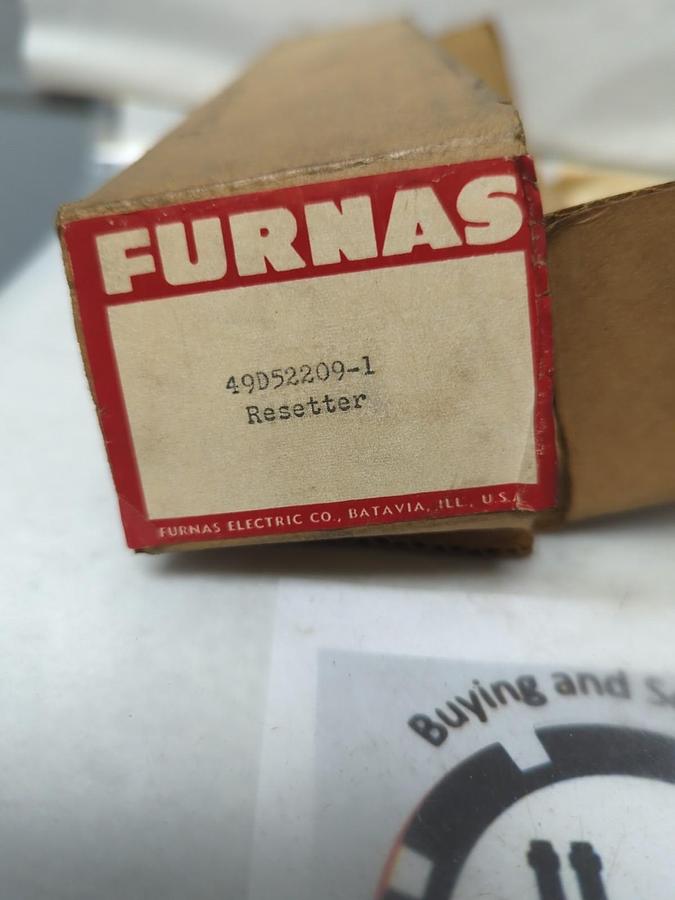 FURNAS
49D52209-1
Resetter
FURNAS ELECTRIC CO., BATAVIA, ILL., U.S.A.
Buying and